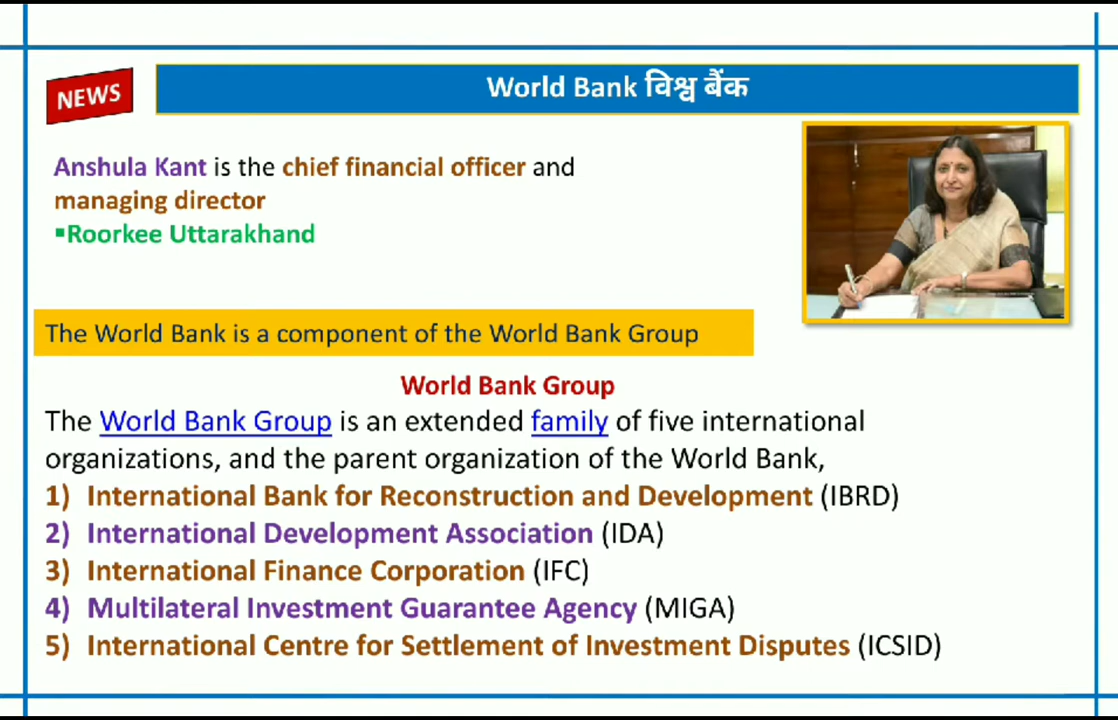 NEWS
World Bank विश्व बैंक
Anshula Kant is the chief financial officer and
managing director
▪Roorkee Uttarakhand
The World Bank is a component of the World Bank Group
World Bank Group
The World Bank Group is an extended family of five international
organizations, and the parent organization of the World Bank,
1) International Bank for Reconstruction and Development (IBRD)
2) International Development Association (IDA)
3) International Finance Corporation (IFC)
4) Multilateral Investment Guarantee Agency (MIGA)
5) International Centre for Settlement of Investment Disputes (ICSID)